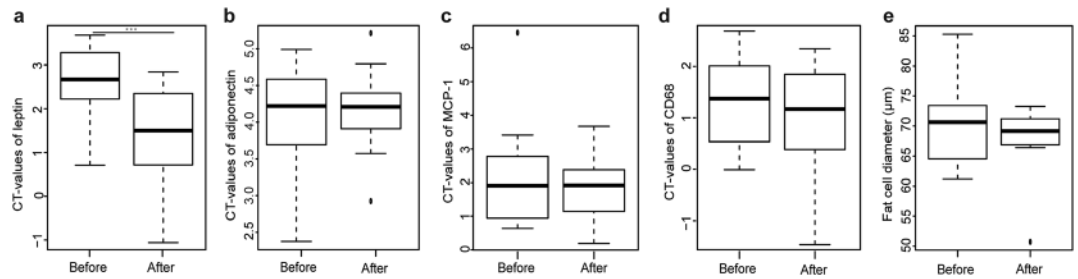 a
CT-values of leptin
3
2
1
0
−1
***
Before After
b
CT-values of adiponectin
5.0
4.5
4.0
3.5
3.0
2.5
Before After
c
CT-values of MCP-1
6
5
4
3
2
1
0
Before After
d
CT-values of CD68
2
1
0
−1
Before After
e
Fat cell diameter (µm)
85
80
75
70
65
60
55
50
Before After